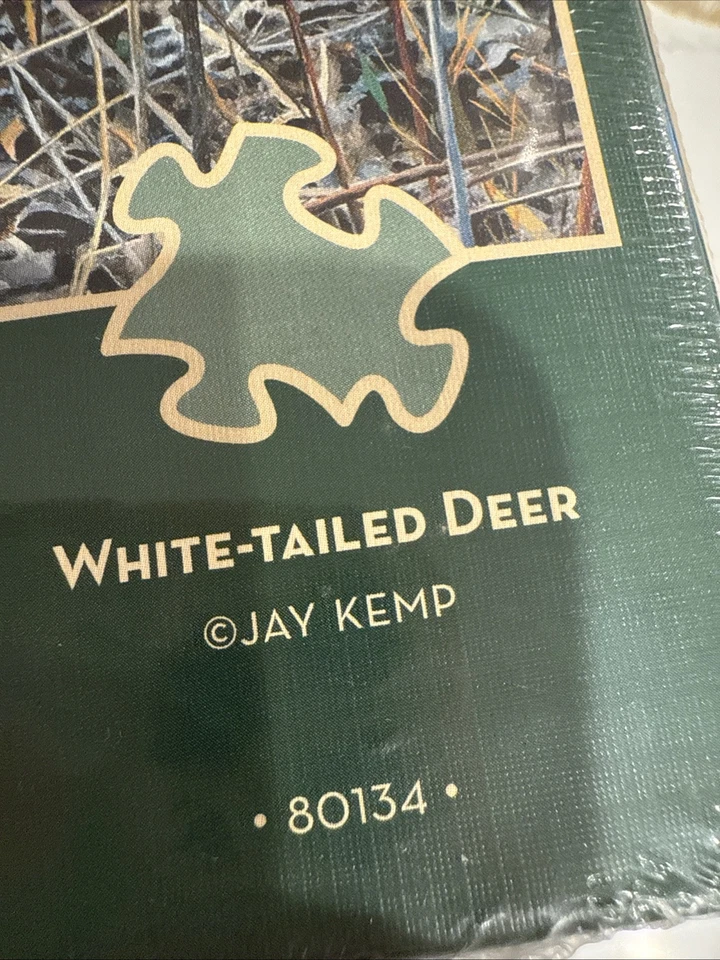 WHITE-TAILED DEER
©JAY KEMP
• 80134 •